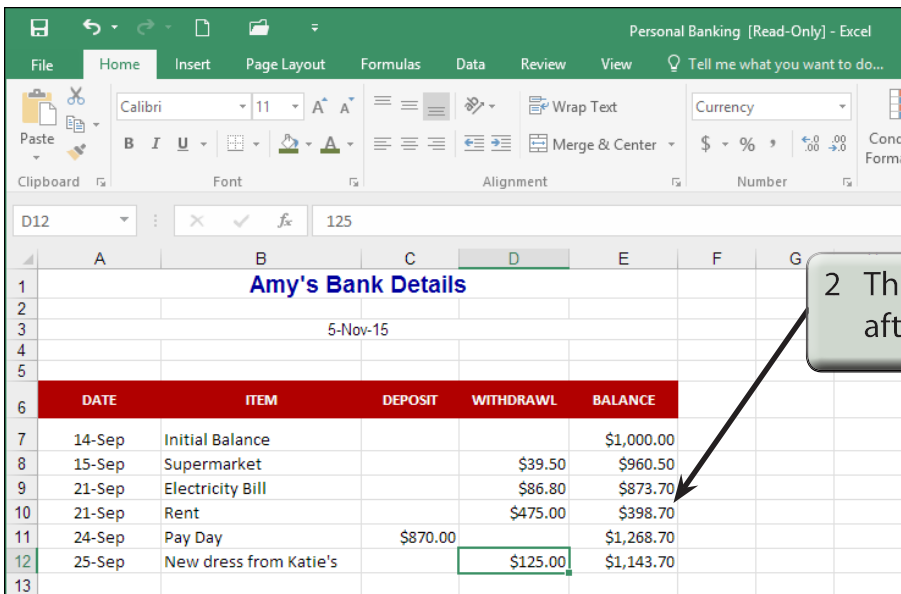 Personal Banking [Read-Only] - Excel
File Home Insert Page Layout Formulas Data Review View Tell me what you want to do...
Calibri 11 A A Wrap Text Currency
Paste B I U A Merge & Center $ % , .0 .00 .00 .0
Clipboard Font Alignment Number
D12 fx 125
A B C D E F G
1 Amy's Bank Details
2
3 5-Nov-15
4
5
6 DATE ITEM DEPOSIT WITHDRAWL BALANCE
7 14-Sep Initial Balance $1,000.00
8 15-Sep Supermarket $39.50 $960.50
9 21-Sep Electricity Bill $86.80 $873.70
10 21-Sep Rent $475.00 $398.70
11 24-Sep Pay Day $870.00 $1,268.70
12 25-Sep New dress from Katie's $125.00 $1,143.70
13
2